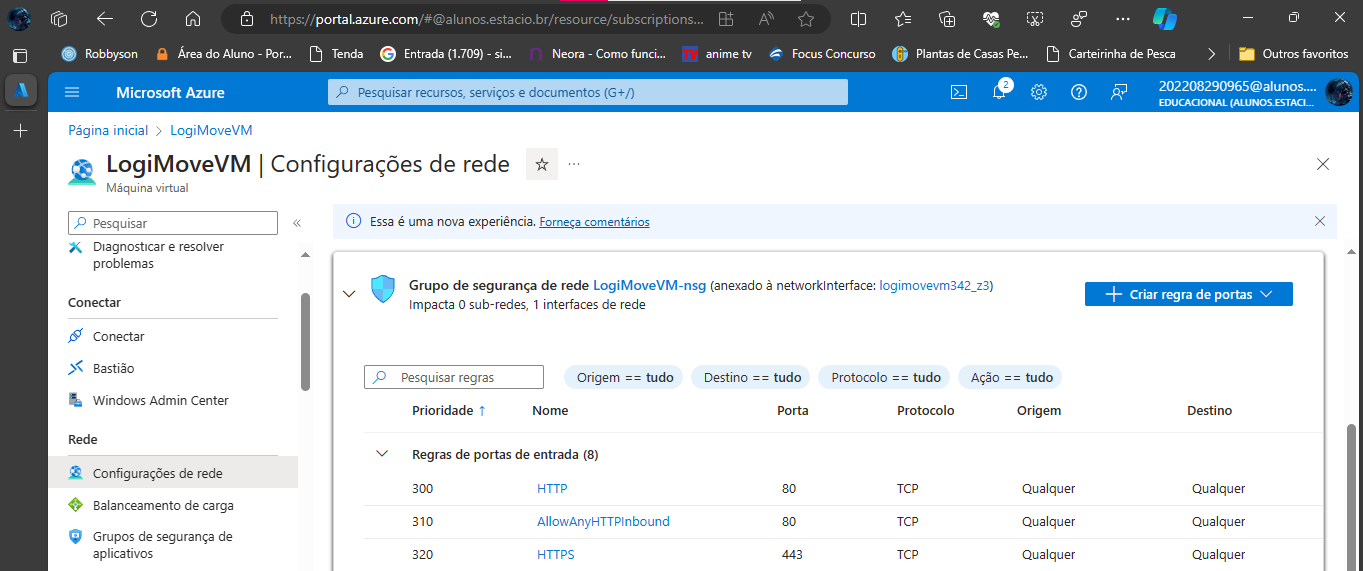 https://portal.azure.com/#@alunos.estacio.br/resource/subscriptions...
Robbyson
Área do Aluno - Por...
Tenda
Entrada (1.709) - si...
Neora - Como funci...
anime tv
Focus Concurso
Plantas de Casas Pe...
Carteirinha de Pesca
Outros favoritos
Microsoft Azure
Pesquisar recursos, serviços e documentos (G+/)
2
202208290965@alunos....
EDUCACIONAL (ALUNOS.ESTACI...
Página inicial > LogiMoveVM
LogiMoveVM | Configurações de rede
Máquina virtual
Pesquisar
Diagnosticar e resolver
problemas
Conectar
Conectar
Bastião
Windows Admin Center
Rede
Configurações de rede
Balanceamento de carga
Grupos de segurança de
aplicativos
Essa é uma nova experiência. Forneça comentários
Grupo de segurança de rede LogiMoveVM-nsg (anexado à networkInterface: logimovevm342_z3)
Impacta 0 sub-redes, 1 interfaces de rede
Criar regra de portas
Pesquisar regras
Origem == tudo
Destino == tudo
Protocolo == tudo
Ação == tudo
Prioridade ↑ Nome Porta Protocolo Origem Destino
Regras de portas de entrada (8)
300 HTTP 80 TCP Qualquer Qualquer
310 AllowAnyHTTPInbound 80 TCP Qualquer Qualquer
320 HTTPS 443 TCP Qualquer Qualquer